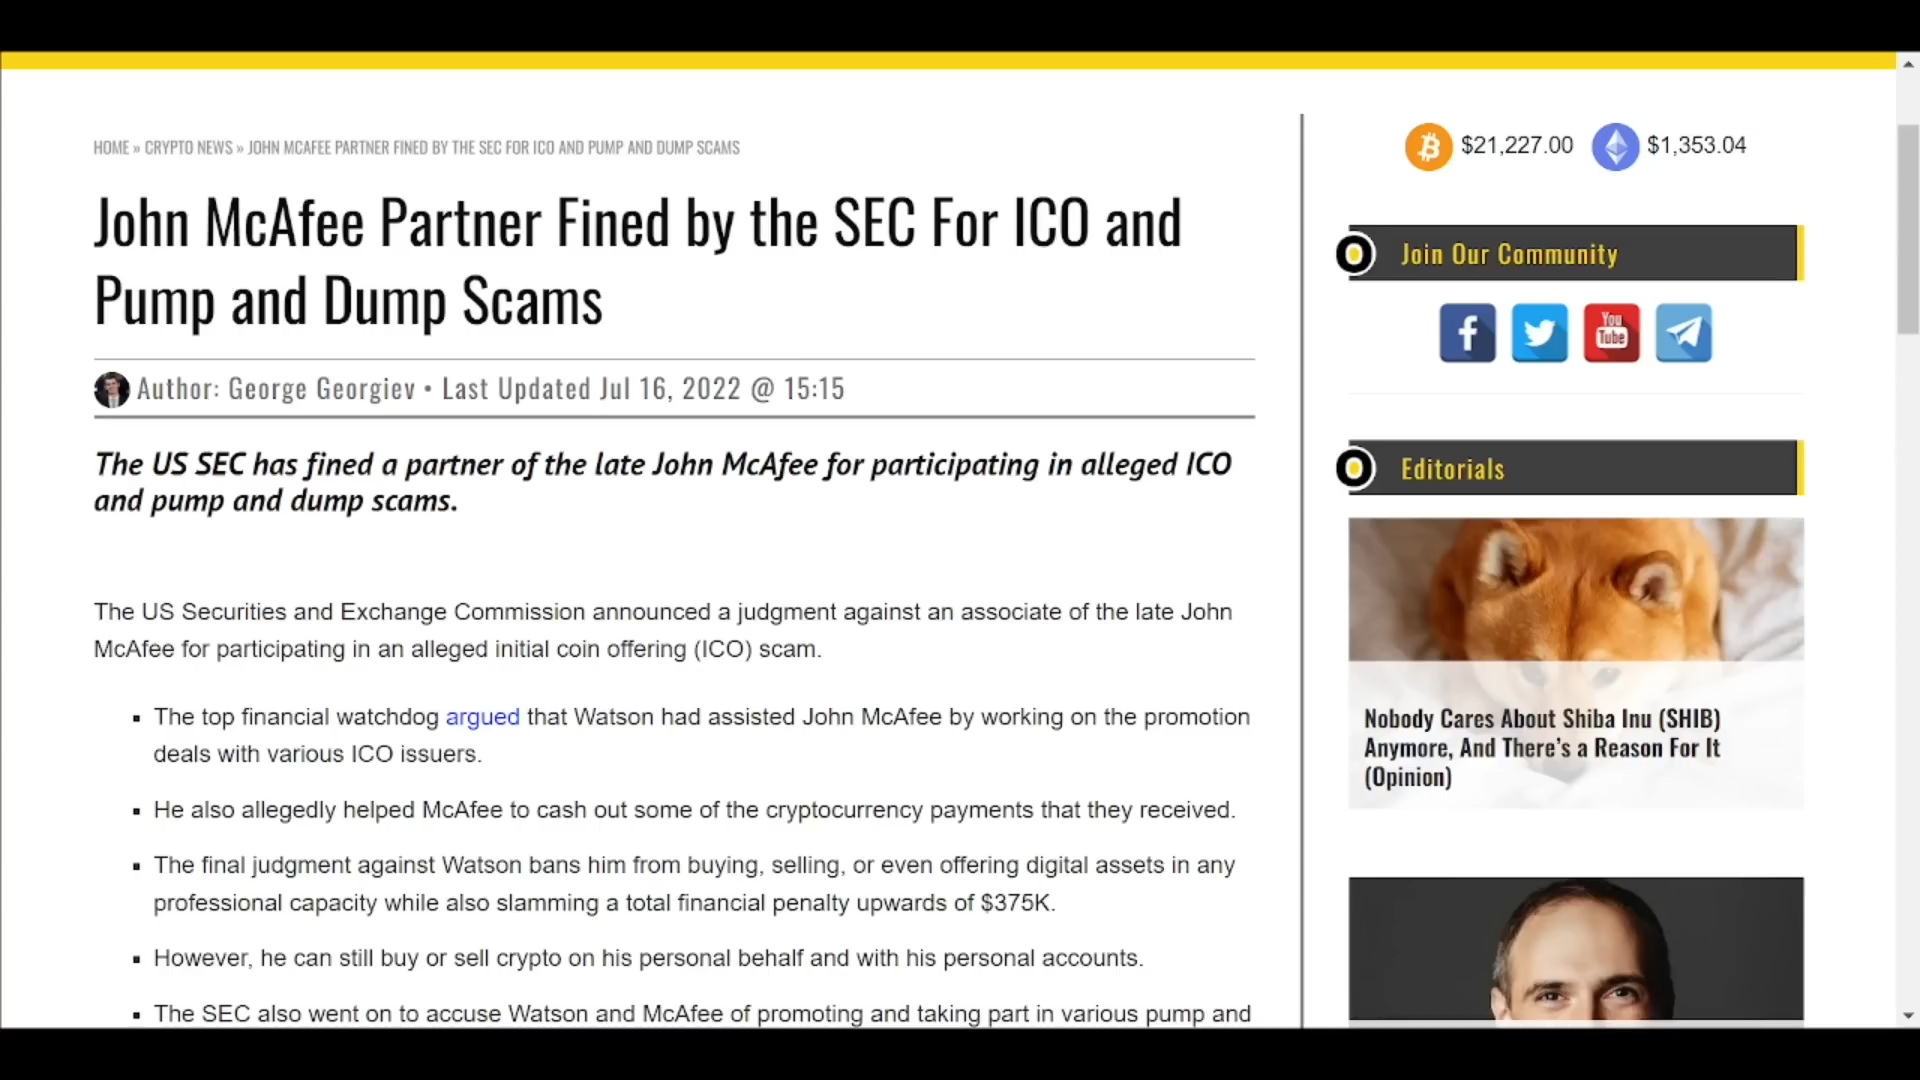 HOME » CRYPTO NEWS » JOHN MCAFEE PARTNER FINED BY THE SEC FOR ICO AND PUMP AND DUMP SCAMS
John McAfee Partner Fined by the SEC For ICO and
Pump and Dump Scams
Author: George Georgiev • Last Updated Jul 16, 2022 @ 15:15
The US SEC has fined a partner of the late John McAfee for participating in alleged ICO
and pump and dump scams.
The US Securities and Exchange Commission announced a judgment against an associate of the late John
McAfee for participating in an alleged initial coin offering (ICO) scam.
▪ The top financial watchdog argued that Watson had assisted John McAfee by working on the promotion
deals with various ICO issuers.
▪ He also allegedly helped McAfee to cash out some of the cryptocurrency payments that they received.
▪ The final judgment against Watson bans him from buying, selling, or even offering digital assets in any
professional capacity while also slamming a total financial penalty upwards of $375K.
▪ However, he can still buy or sell crypto on his personal behalf and with his personal accounts.
▪ The SEC also went on to accuse Watson and McAfee of promoting and taking part in various pump and
$21,227.00 $1,353.04
Join Our Community
You
Tube
Editorials
Nobody Cares About Shiba Inu (SHIB)
Anymore, And There's a Reason For It
(Opinion)